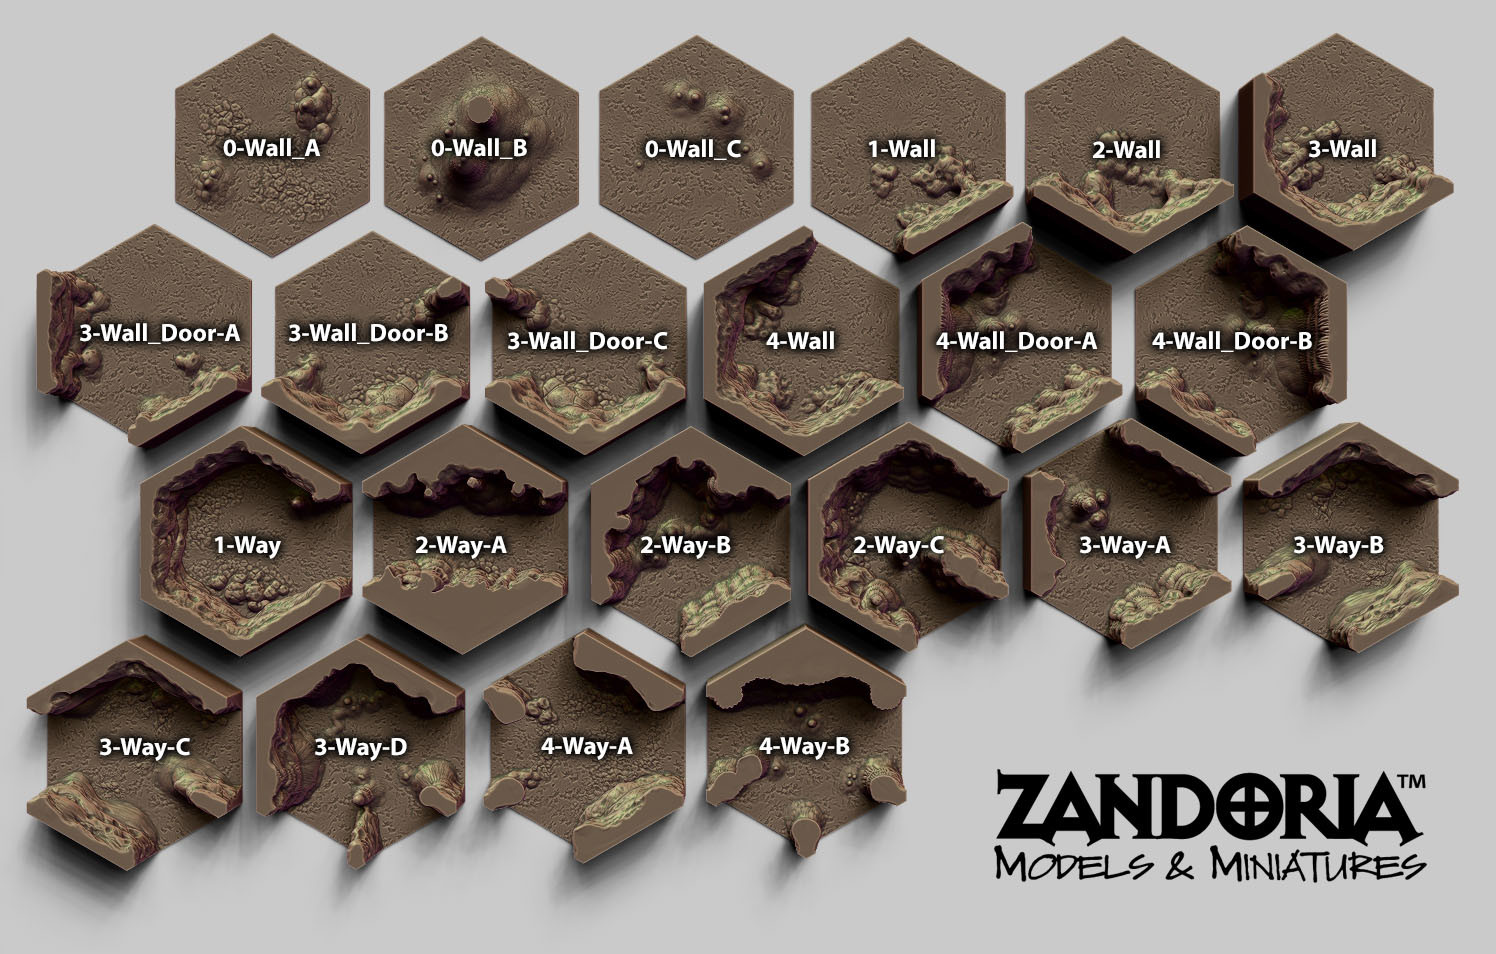 0-Wall_A
0-Wall_B
0-Wall_C
1-Wall
2-Wall
3-Wall
3-Wall_Door-A
3-Wall_Door-B
3-Wall_Door-C
4-Wall
4-Wall_Door-A
4-Wall_Door-B
1-Way
2-Way-A
2-Way-B
2-Way-C
3-Way-A
3-Way-B
3-Way-C
3-Way-D
4-Way-A
4-Way-B
ZANDORIA™
MODELS & MINIATURES